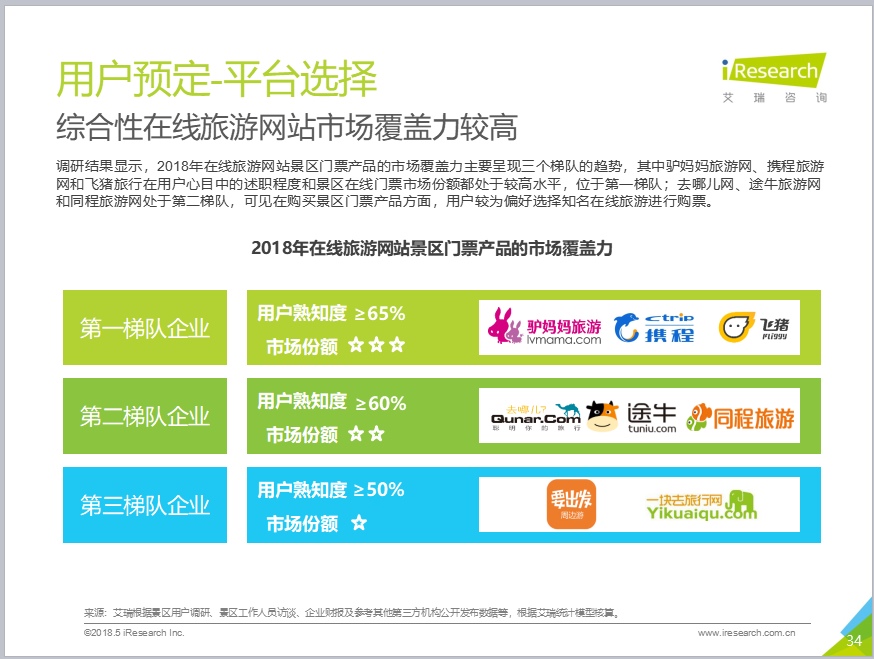 用户预定-平台选择
iResearch
艾瑞咨询
综合性在线旅游网站市场覆盖力较高
调研结果显示，2018年在线旅游网站景区门票产品的市场覆盖力主要呈现三个梯队的趋势，其中驴妈妈旅游网、携程旅游
网和飞猪旅行在用户心目中的述职程度和景区在线门票市场份额都处于较高水平，位于第一梯队；去哪儿网、途牛旅游网
和同程旅游网处于第二梯队，可见在购买景区门票产品方面，用户较为偏好选择知名在线旅游进行购票。
2018年在线旅游网站景区门票产品的市场覆盖力
第一梯队企业
用户熟知度 ≥65%
市场份额 ☆☆☆
驴妈妈旅游
lvmama.com
ctrip
携程
飞猪
Fliggy
第二梯队企业
用户熟知度 ≥60%
市场份额 ☆☆
去哪儿?
Qunar.Com
聪明你的旅行
途牛
tuniu.com
同程旅游
第三梯队企业
用户熟知度 ≥50%
市场份额 ☆
要出发
周边游
一块去旅行网
Yikuaiqu.com
来源：艾瑞根据景区用户调研、景区工作人员访谈、企业财报及参考其他第三方机构公开发布数据等，根据艾瑞统计模型核算。
©2018.5 iResearch Inc.
www.iresearch.com.cn
34